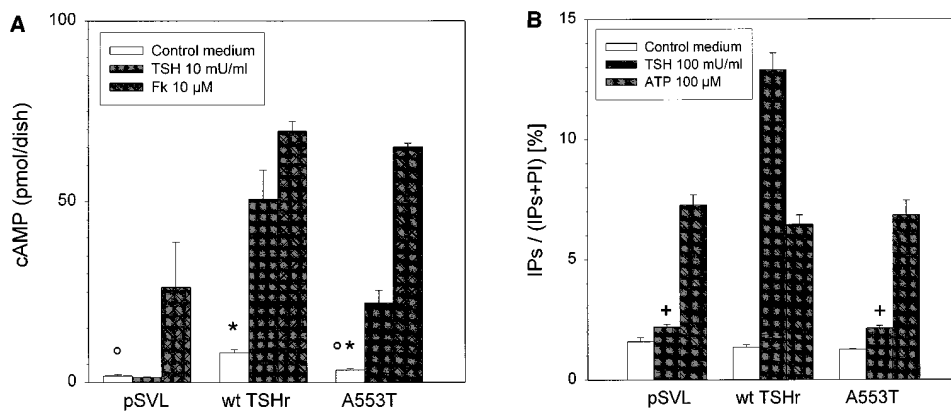 A
100
50
0
cAMP (pmol/dish)
Control medium
TSH 10 mU/ml
Fk 10 µM
° 
*
° *
pSVL
wt TSHr
A553T
B
15
10
5
0
IPs / (IPs+PI) [%]
Control medium
TSH 100 mU/ml
ATP 100 µM
+
+
pSVL
wt TSHr
A553T